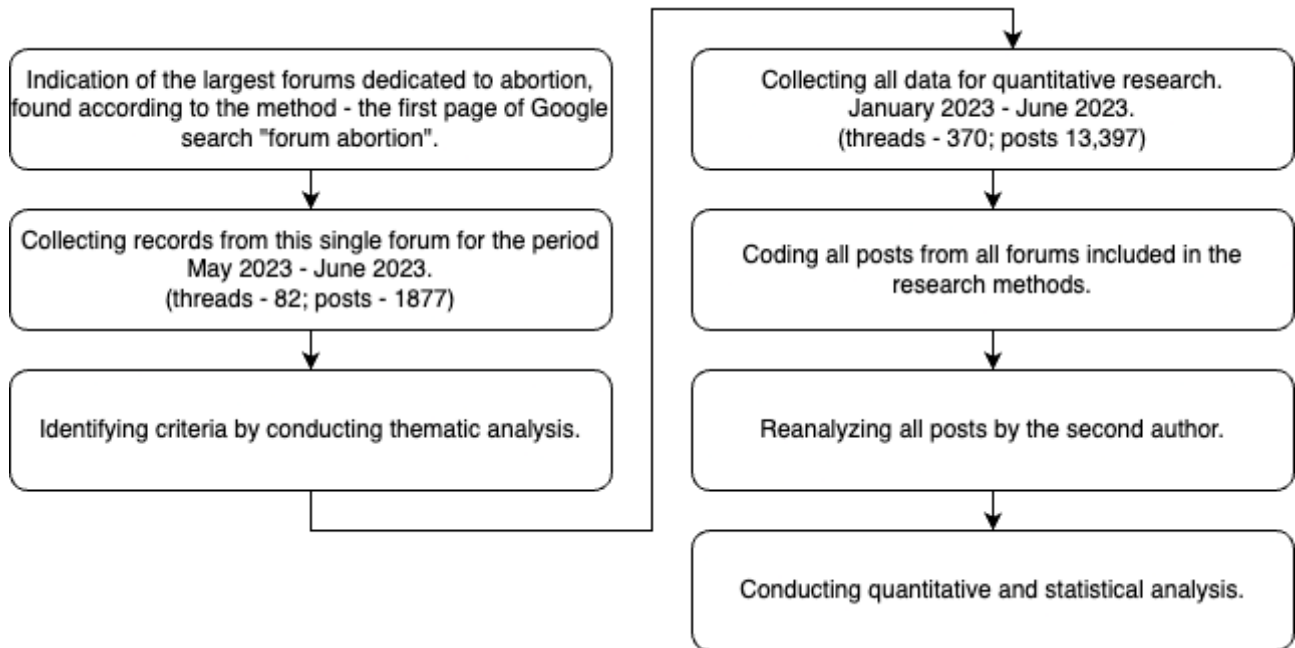 Indication of the largest forums dedicated to abortion,
found according to the method - the first page of Google
search "forum abortion".
Collecting records from this single forum for the period
May 2023 - June 2023.
(threads - 82; posts - 1877)
Identifying criteria by conducting thematic analysis.
Collecting all data for quantitative research.
January 2023 - June 2023.
(threads - 370; posts 13,397)
Coding all posts from all forums included in the
research methods.
Reanalyzing all posts by the second author.
Conducting quantitative and statistical analysis.